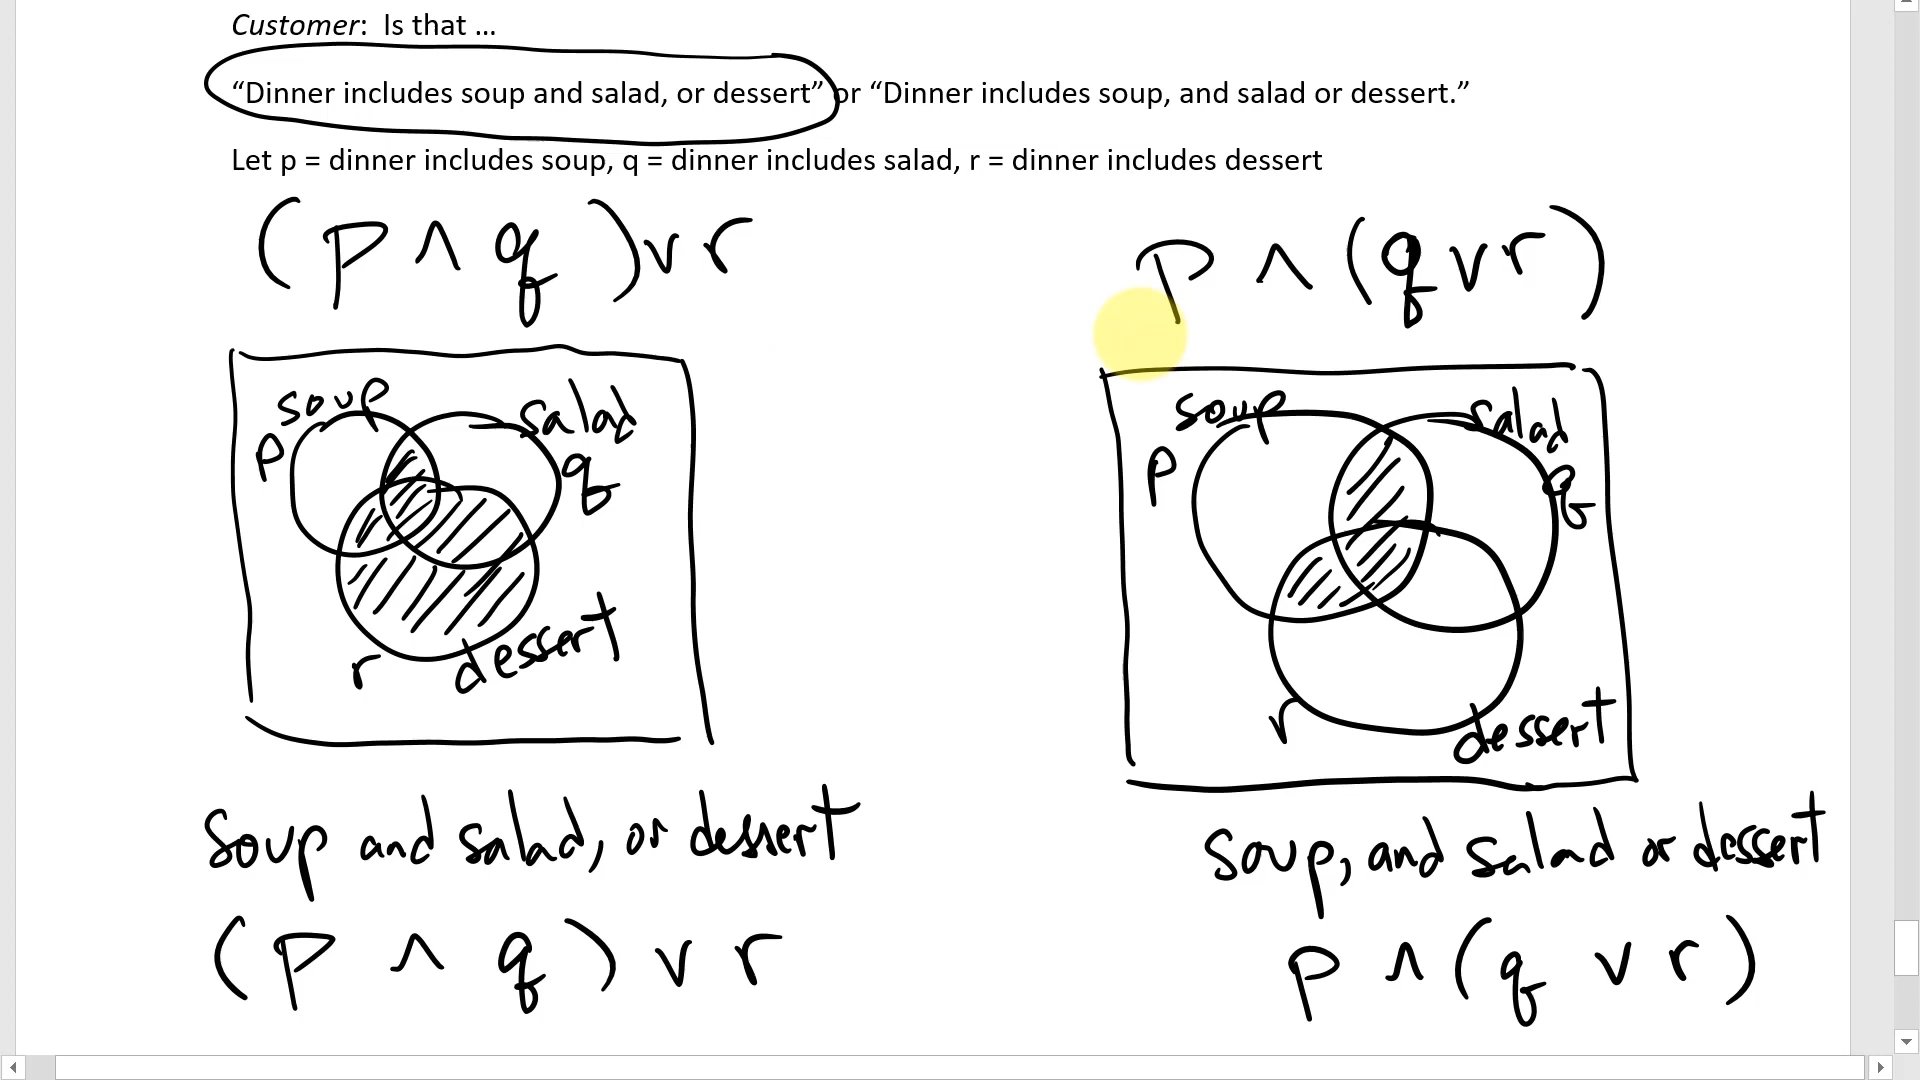 Customer: Is that ...
“Dinner includes soup and salad, or dessert” or “Dinner includes soup, and salad or dessert.”
Let p = dinner includes soup, q = dinner includes salad, r = dinner includes dessert
(p ∧ q) ∨ r
p ∧ (q ∨ r)
soup
salad
p
q
r
dessert
soup
salad
p
q
r
dessert
Soup and salad, or dessert
Soup, and salad or dessert
(p ∧ q) ∨ r
p ∧ (q ∨ r)